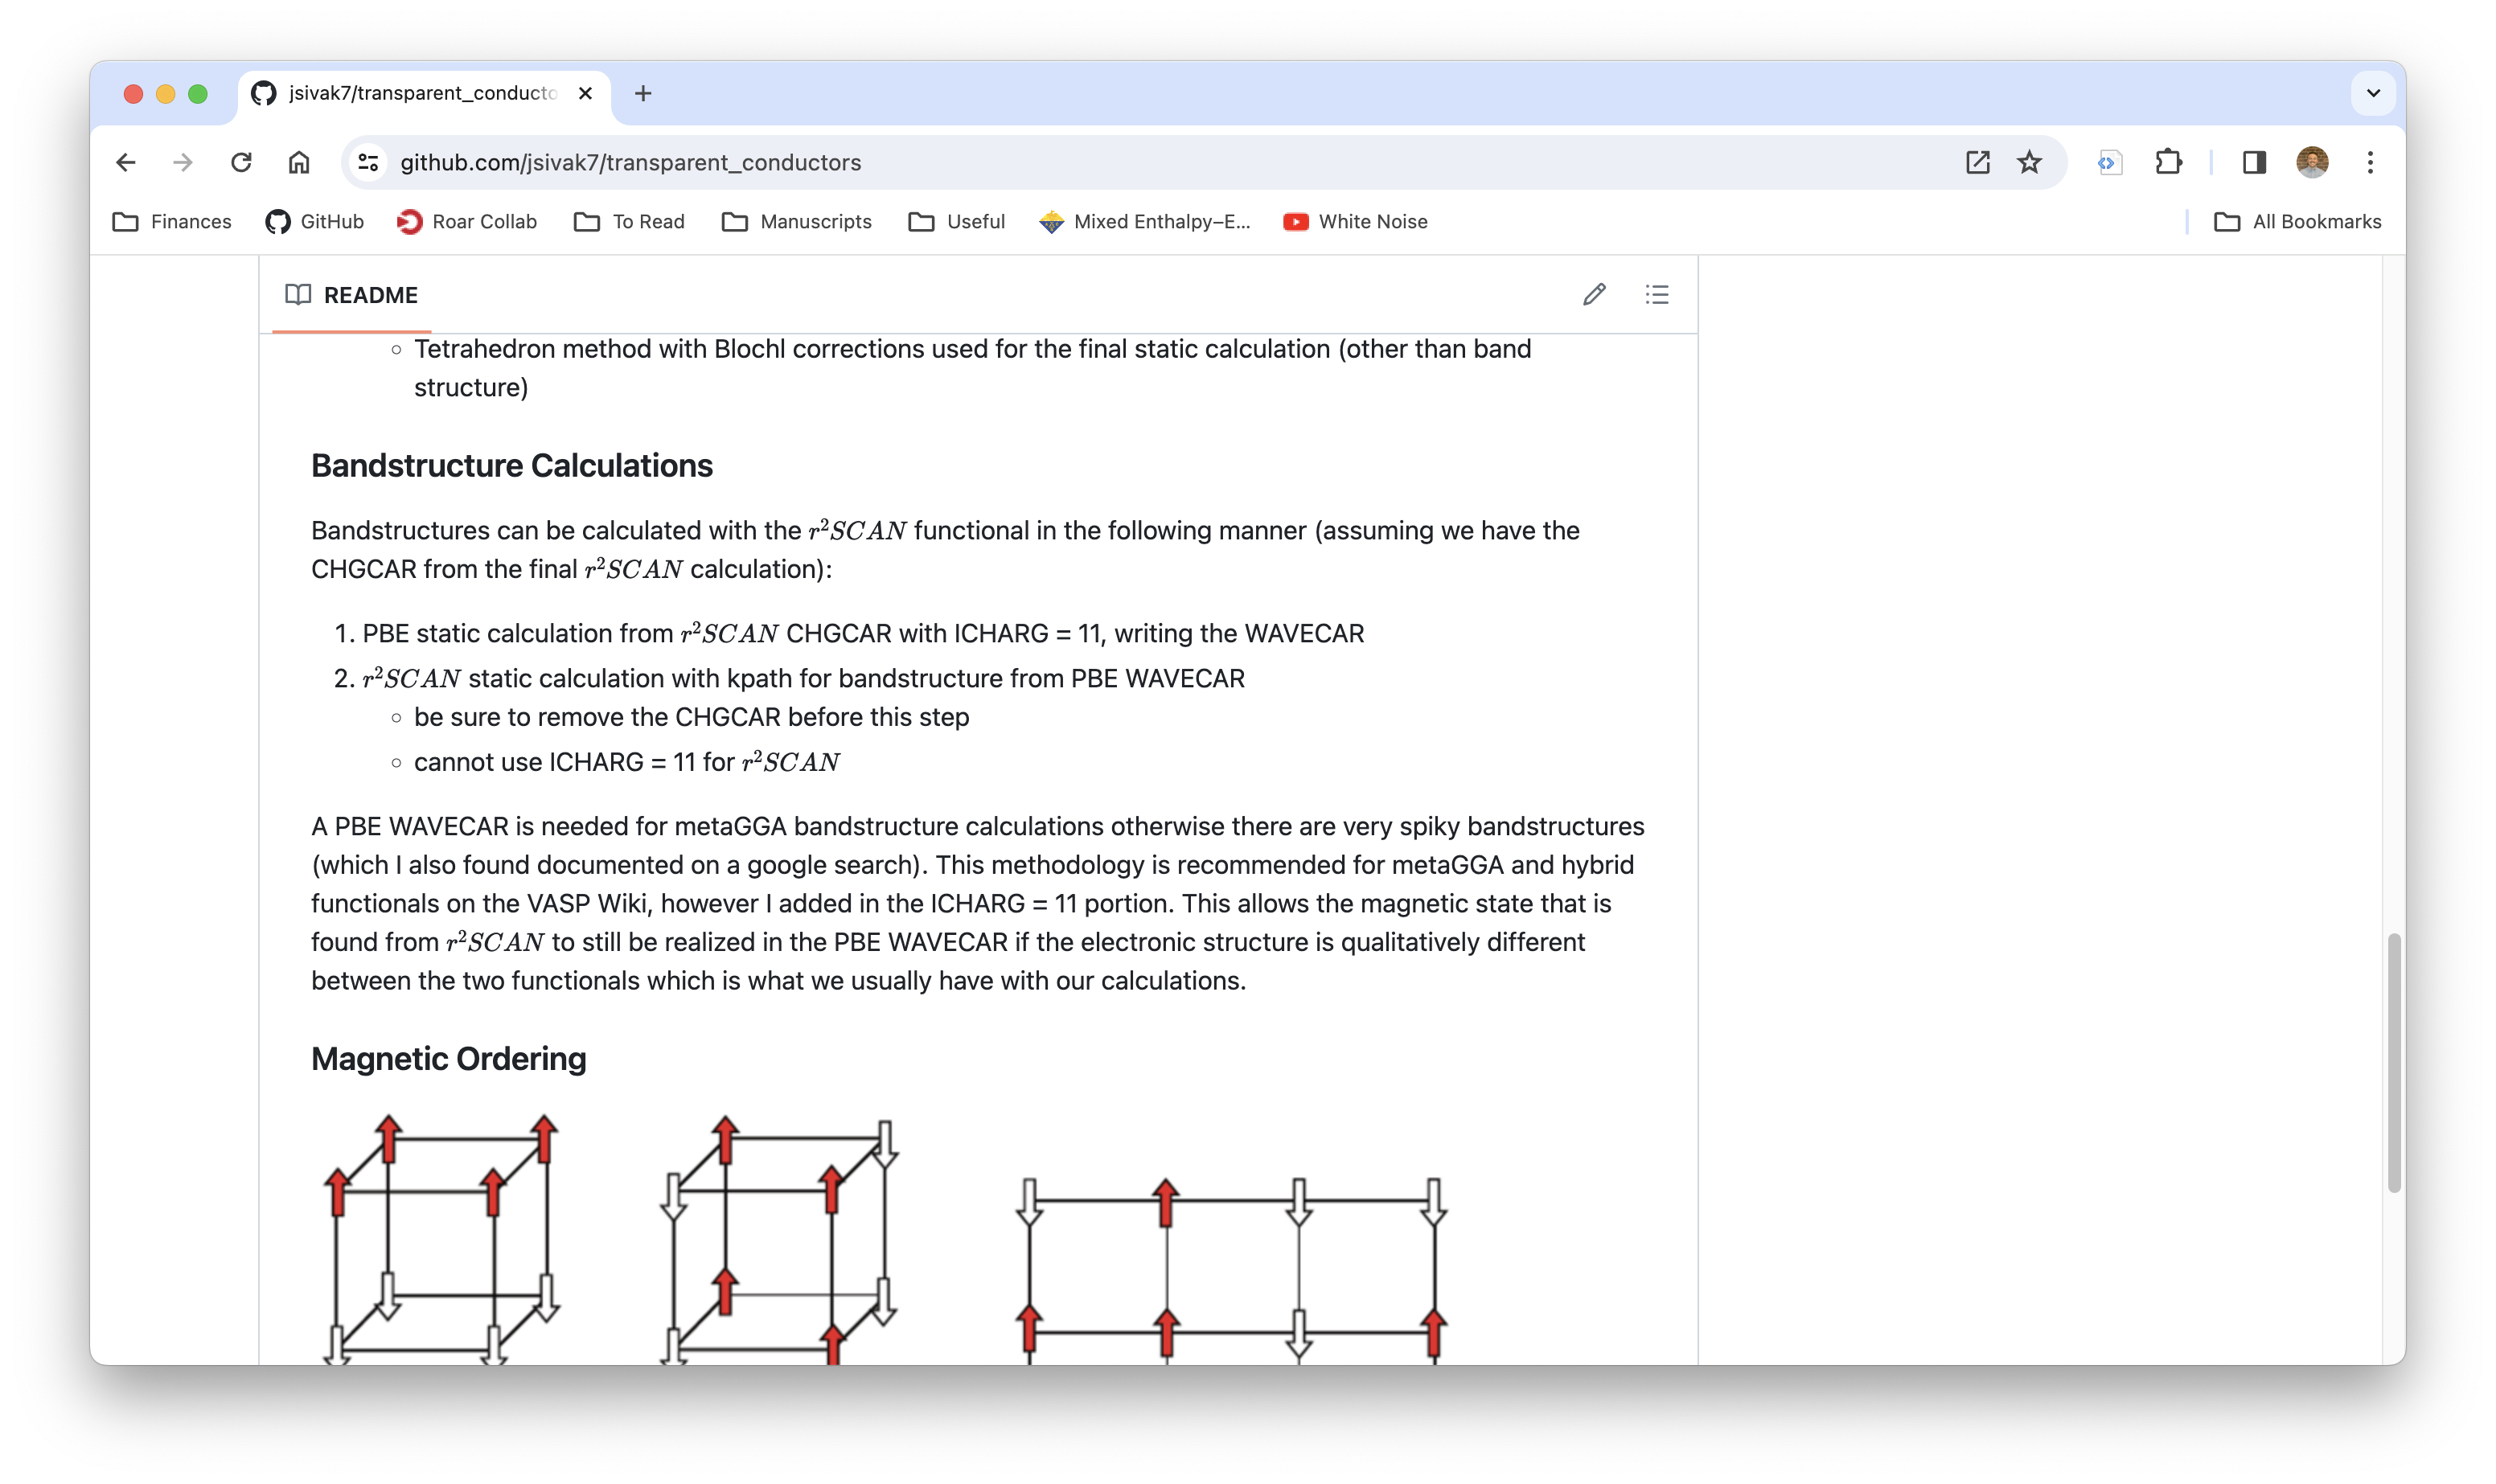 jsivak7/transparent_conducto
github.com/jsivak7/transparent_conductors
Finances GitHub Roar Collab To Read Manuscripts Useful Mixed Enthalpy–E... White Noise All Bookmarks
README
◦ Tetrahedron method with Blochl corrections used for the final static calculation (other than band
structure)
Bandstructure Calculations
Bandstructures can be calculated with the r²SCAN functional in the following manner (assuming we have the
CHGCAR from the final r²SCAN calculation):
1. PBE static calculation from r²SCAN CHGCAR with ICHARG = 11, writing the WAVECAR
2. r²SCAN static calculation with kpath for bandstructure from PBE WAVECAR
◦ be sure to remove the CHGCAR before this step
◦ cannot use ICHARG = 11 for r²SCAN
A PBE WAVECAR is needed for metaGGA bandstructure calculations otherwise there are very spiky bandstructures
(which I also found documented on a google search). This methodology is recommended for metaGGA and hybrid
functionals on the VASP Wiki, however I added in the ICHARG = 11 portion. This allows the magnetic state that is
found from r²SCAN to still be realized in the PBE WAVECAR if the electronic structure is qualitatively different
between the two functionals which is what we usually have with our calculations.
Magnetic Ordering